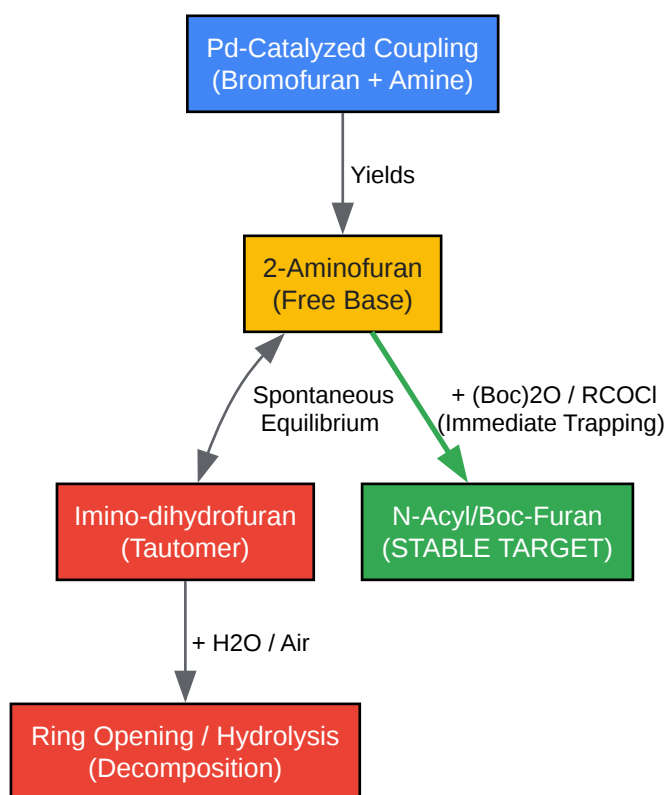 Pd-Catalyzed Coupling
(Bromofuran + Amine)
Yields
2-Aminofuran
(Free Base)
Spontaneous
Equilibrium
+ (Boc)2O / RCOCl
(Immediate Trapping)
Imino-dihydrofuran
(Tautomer)
N-Acyl/Boc-Furan
(STABLE TARGET)
+ H2O / Air
Ring Opening / Hydrolysis
(Decomposition)